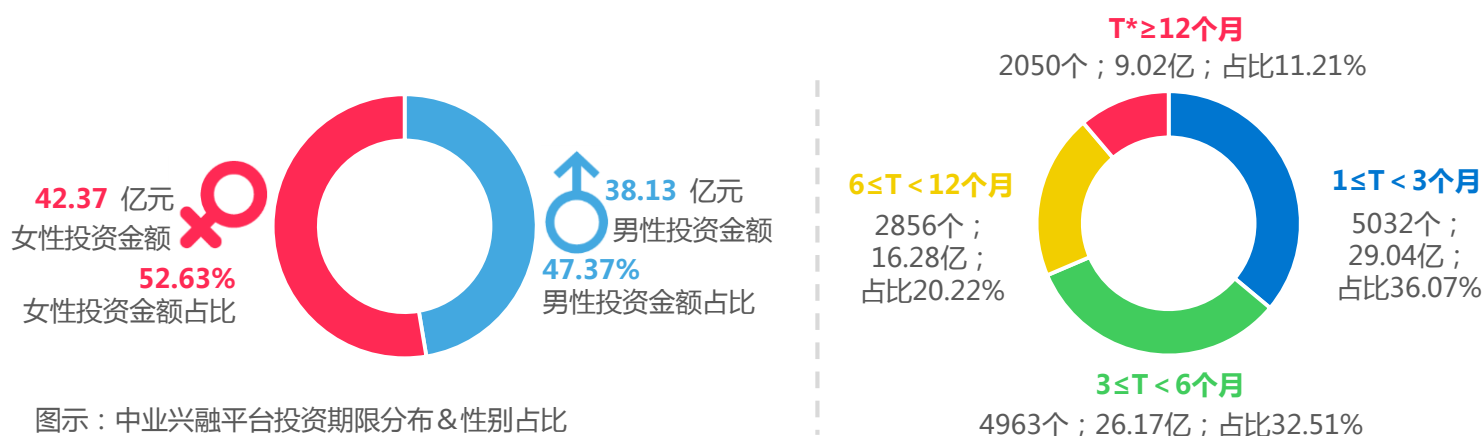 42.37 亿元
女性投资金额
52.63%
女性投资金额占比
38.13 亿元
男性投资金额
47.37%
男性投资金额占比
图示：中业兴融平台投资期限分布＆性别占比
T*≥12个月
2050个；9.02亿；占比11.21%
6≤T＜12个月
2856个；
16.28亿；
占比20.22%
1≤T＜3个月
5032个；
29.04亿；
占比36.07%
3≤T＜6个月
4963个；26.17亿；占比32.51%